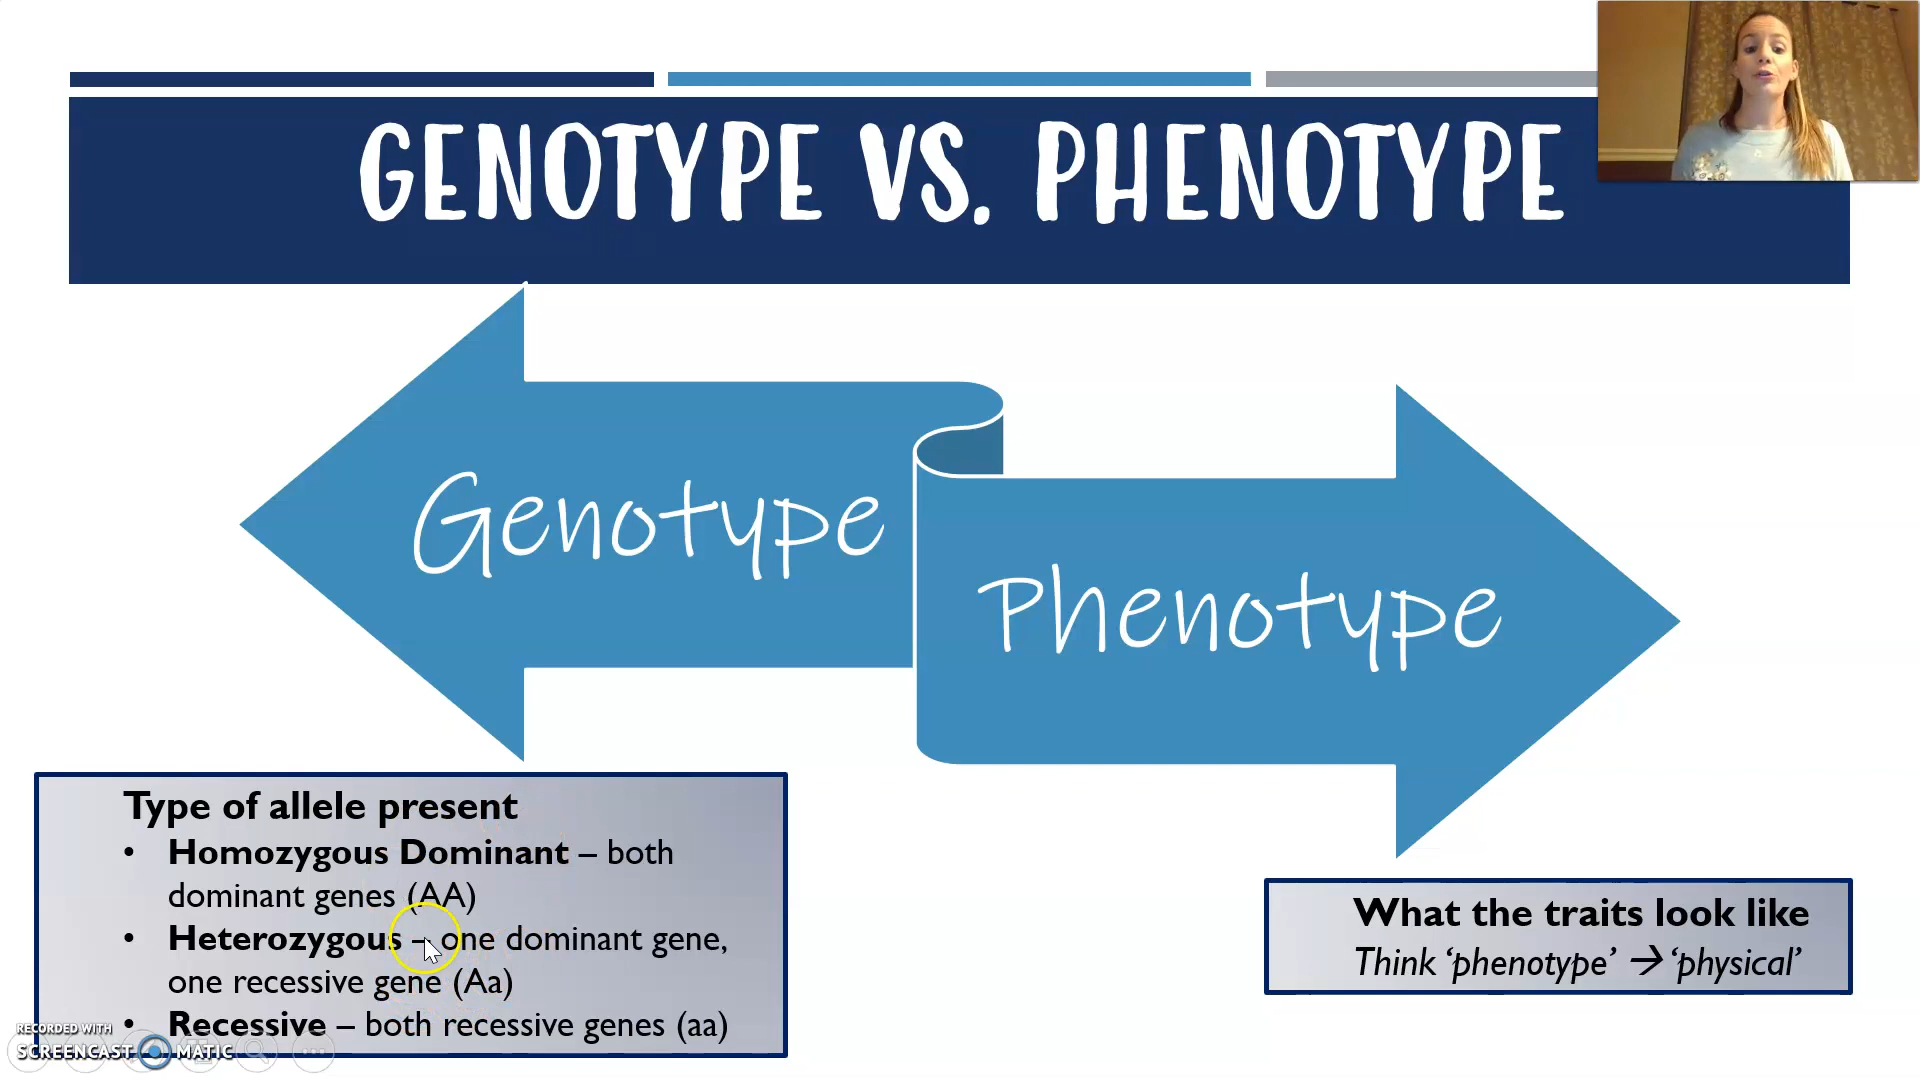 GENOTYPE VS. PHENOTYPE
Genotype
Phenotype
Type of allele present
• Homozygous Dominant – both
dominant genes (AA)
• Heterozygous – one dominant gene,
one recessive gene (Aa)
• Recessive – both recessive genes (aa)
What the traits look like
Think ‘phenotype’ → ‘physical’
RECORDED WITH
SCREENCAST MATIC